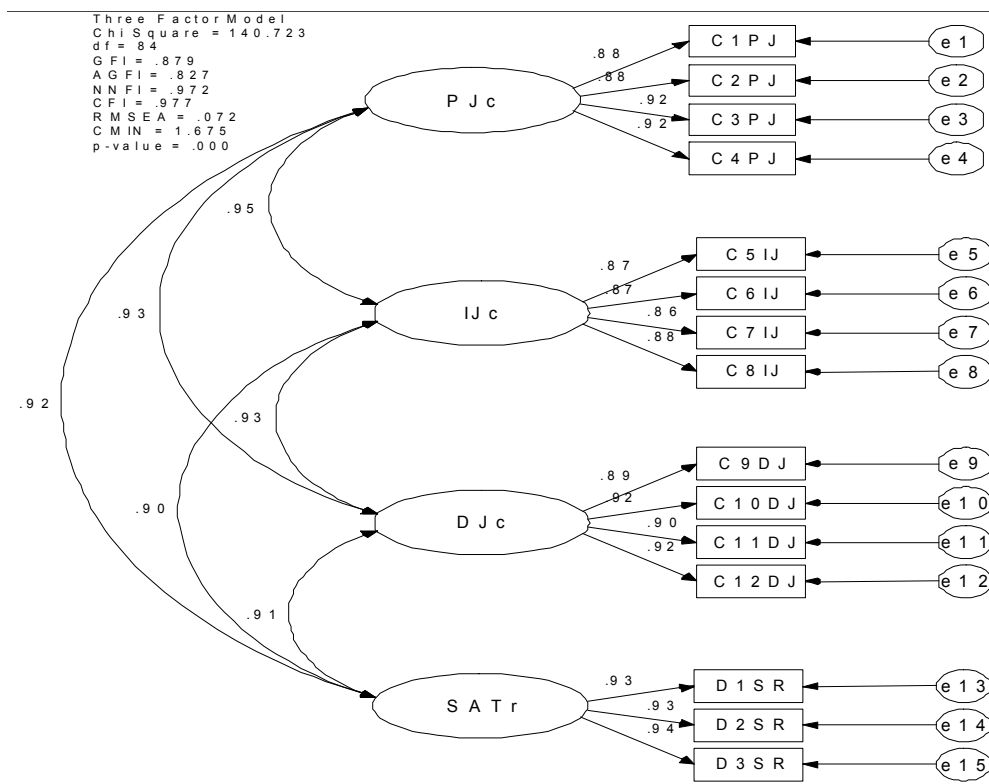 Three Factor Model
Chi Square = 140.723
df = 84
GFI = .879
AGFI = .827
NNFI = .972
CFI = .977
RMSEA = .072
CMIN = 1.675
p-value = .000
PJc
.88
.88
.92
.92
C1PJ
e1
C2PJ
e2
C3PJ
e3
C4PJ
e4
.95
.93
.92
IJc
.87
.87
.86
.88
C5IJ
e5
C6IJ
e6
C7IJ
e7
C8IJ
e8
.93
.90
DJc
.89
.92
.90
.92
C9DJ
e9
C10DJ
e10
C11DJ
e11
C12DJ
e12
.91
SATr
.93
.93
.94
D1SR
e13
D2SR
e14
D3SR
e15